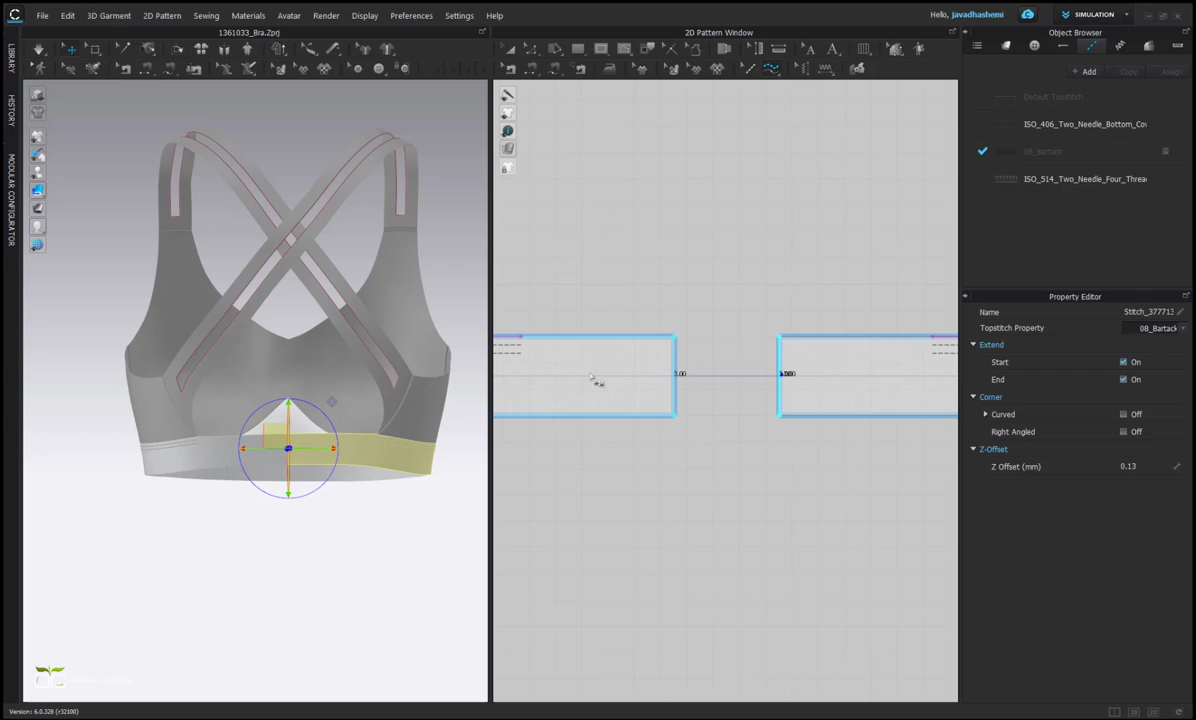 File Edit 3D Garment 2D Pattern Sewing Materials Avatar Render Display Preferences Settings Help
Hello, javadhashemi
SIMULATION
1361033_Bra.Zprj
2D Pattern Window
Object Browser
LIBRARY
HISTORY
MODULAR CONFIGURATOR
+ Add Copy Assign
Default Topstitch
ISO_406_Two_Needle_Bottom_Cov
08_Bartack
ISO_514_Two_Needle_Four_Threa
Property Editor
Name Stitch_377713
Topstitch Property 08_Bartack
Extend
Start On
End On
Corner
Curved Off
Right Angled Off
Z-Offset
Z Offset (mm) 0.13
Version: 6.0.328 (r32100)